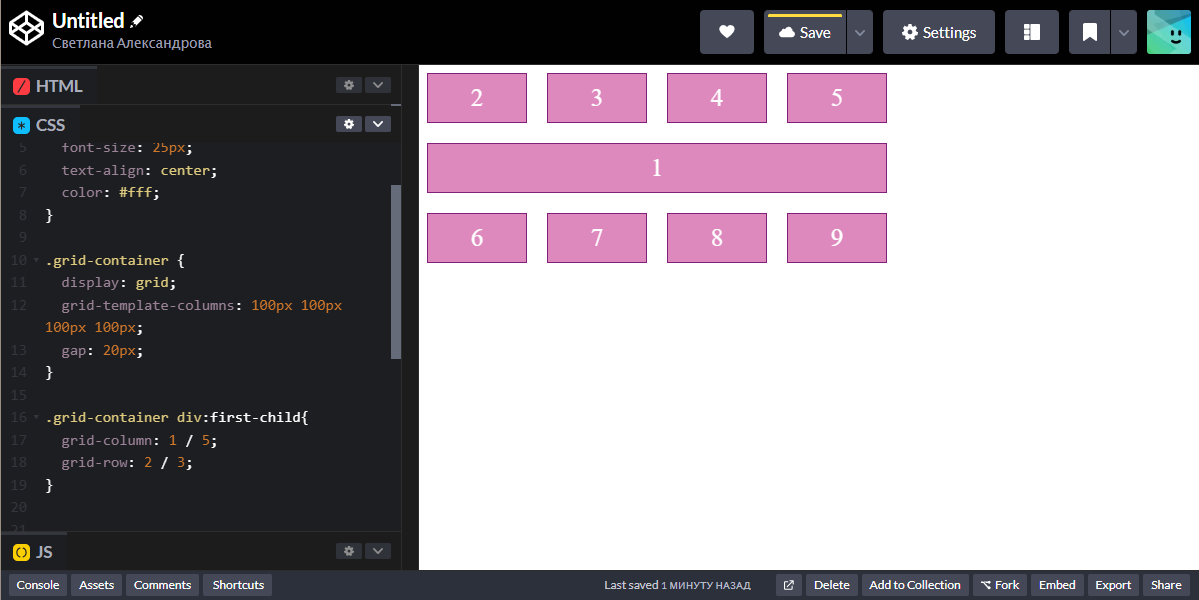 Untitled
Светлана Александрова
Save
Settings
HTML
CSS
5 font-size: 25px;
6 text-align: center;
7 color: #fff;
8 }
9
10 .grid-container {
11 display: grid;
12 grid-template-columns: 100px 100px
100px 100px;
13 gap: 20px;
14 }
15
16 .grid-container div:first-child{
17 grid-column: 1 / 5;
18 grid-row: 2 / 3;
19 }
20
21
JS
2 3 4 5
1
6 7 8 9
Console Assets Comments Shortcuts Last saved 1 МИНУТУ НАЗАД Delete Add to Collection Fork Embed Export Share